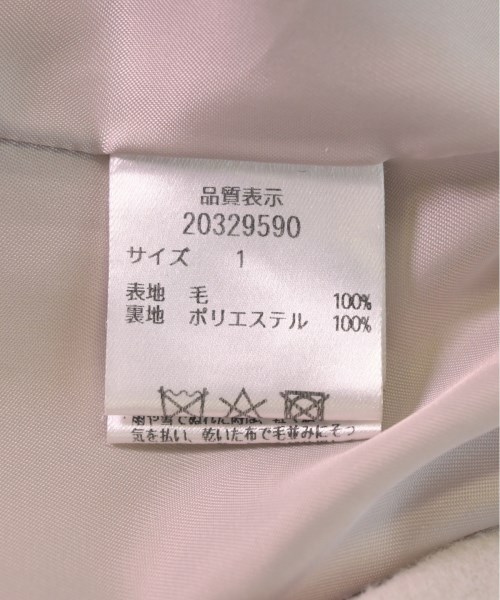 品質表示
20329590
サイズ 1
表地 毛 100%
裏地 ポリエステル 100%
気を払い、乾いた布で毛並みにそっ